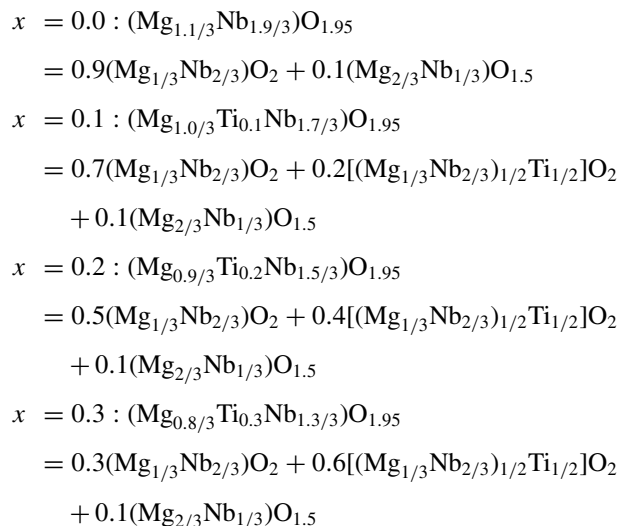 x = 0.0 : (Mg₁.₁/₃Nb₁.₉/₃)O₁.₉₅
= 0.9(Mg₁/₃Nb₂/₃)O₂ + 0.1(Mg₂/₃Nb₁/₃)O₁.₅
x = 0.1 : (Mg₁.₀/₃Ti₀.₁Nb₁.₇/₃)O₁.₉₅
= 0.7(Mg₁/₃Nb₂/₃)O₂ + 0.2[(Mg₁/₃Nb₂/₃)₁/₂Ti₁/₂]O₂
+ 0.1(Mg₂/₃Nb₁/₃)O₁.₅
x = 0.2 : (Mg₀.₉/₃Ti₀.₂Nb₁.₅/₃)O₁.₉₅
= 0.5(Mg₁/₃Nb₂/₃)O₂ + 0.4[(Mg₁/₃Nb₂/₃)₁/₂Ti₁/₂]O₂
+ 0.1(Mg₂/₃Nb₁/₃)O₁.₅
x = 0.3 : (Mg₀.₈/₃Ti₀.₃Nb₁.₃/₃)O₁.₉₅
= 0.3(Mg₁/₃Nb₂/₃)O₂ + 0.6[(Mg₁/₃Nb₂/₃)₁/₂Ti₁/₂]O₂
+ 0.1(Mg₂/₃Nb₁/₃)O₁.₅